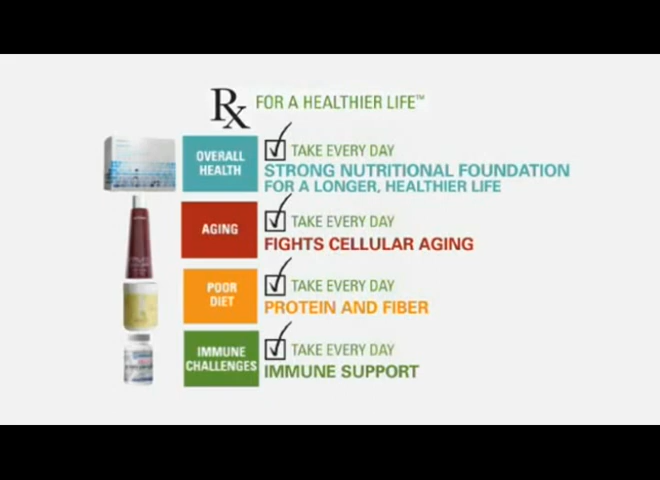 Rx FOR A HEALTHIER LIFE™
OVERALL HEALTH
TAKE EVERY DAY
STRONG NUTRITIONAL FOUNDATION
FOR A LONGER, HEALTHIER LIFE
AGING
TAKE EVERY DAY
FIGHTS CELLULAR AGING
POOR DIET
TAKE EVERY DAY
PROTEIN AND FIBER
IMMUNE CHALLENGES
TAKE EVERY DAY
IMMUNE SUPPORT